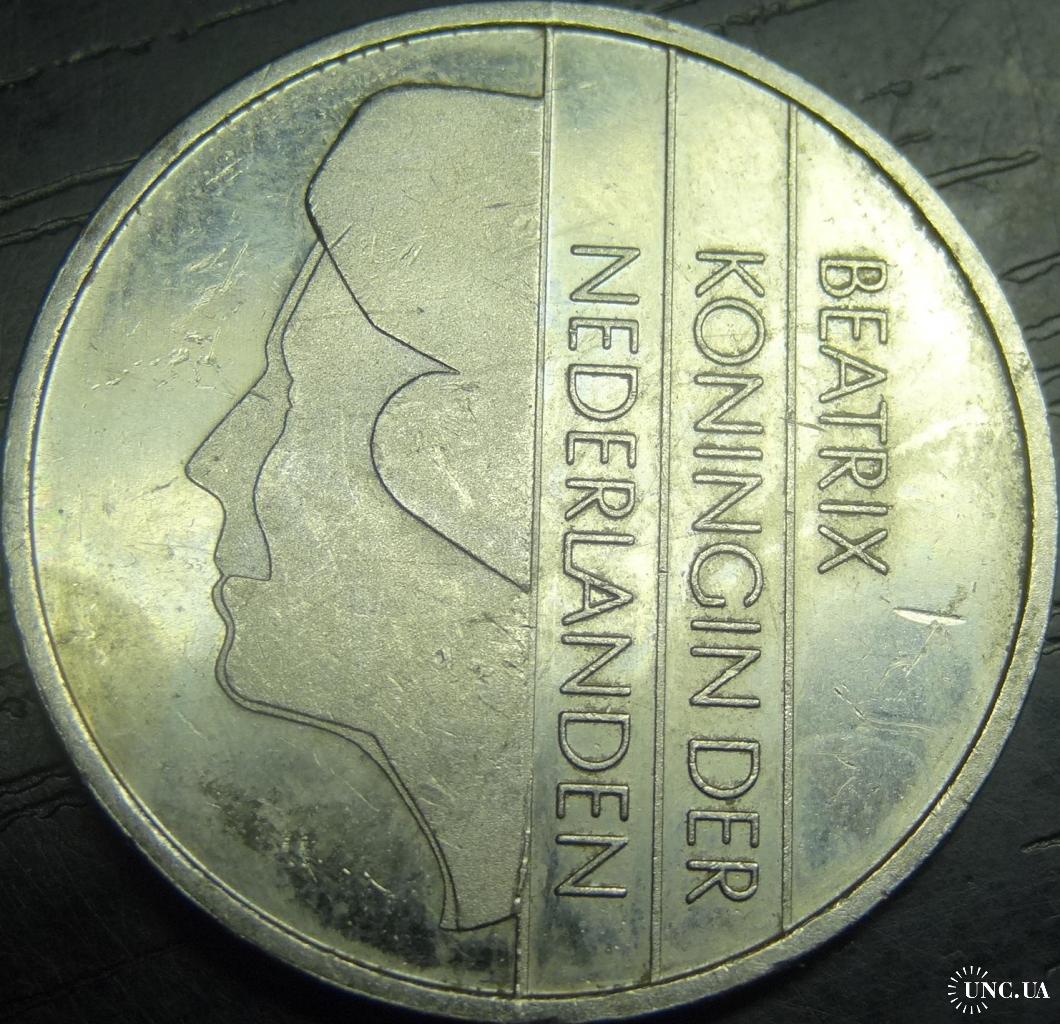 BEATRIX
KONINGIN DER
NEDERLANDEN
UNC.UA